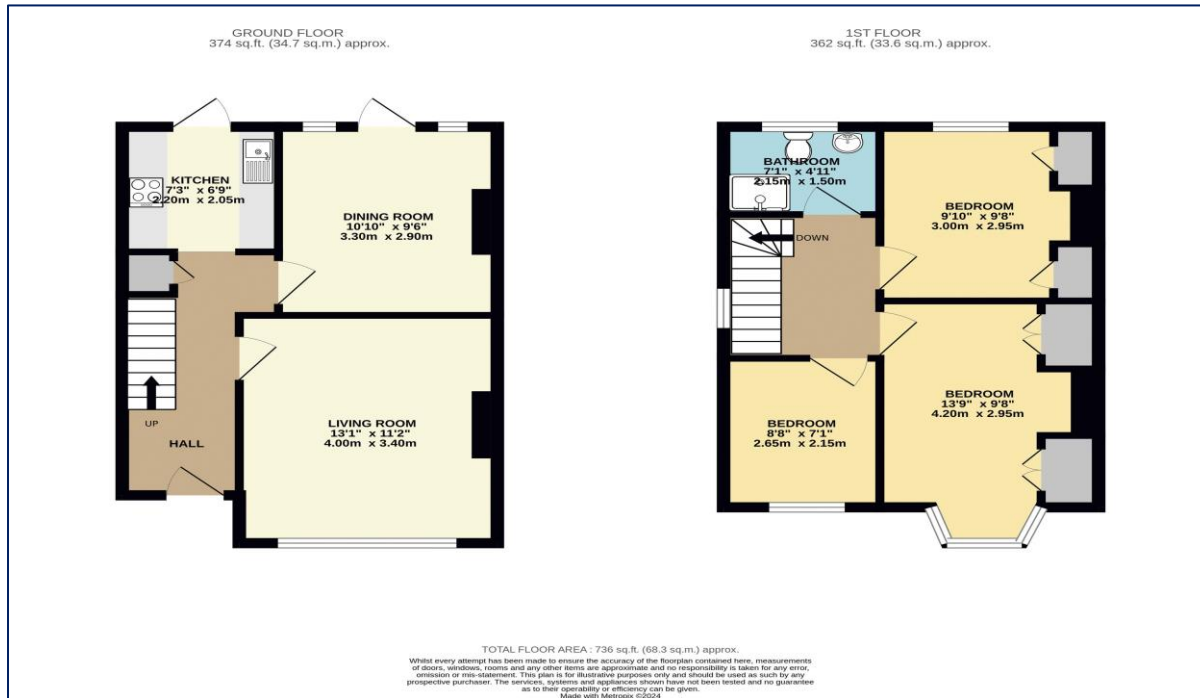 GROUND FLOOR
374 sq.ft. (34.7 sq.m.) approx.
KITCHEN
7'3" x 6'9"
2.20m x 2.05m
DINING ROOM
10'10" x 9'6"
3.30m x 2.90m
LIVING ROOM
13'1" x 11'2"
4.00m x 3.40m
UP
HALL
1ST FLOOR
362 sq.ft. (33.6 sq.m.) approx.
BATHROOM
7'1" x 4'11"
2.15m x 1.50m
DOWN
BEDROOM
9'10" x 9'8"
3.00m x 2.95m
BEDROOM
13'9" x 9'8"
4.20m x 2.95m
BEDROOM
8'8" x 7'1"
2.65m x 2.15m
TOTAL FLOOR AREA : 736 sq.ft. (68.3 sq.m.) approx.
Whilst every attempt has been made to ensure the accuracy of the floorplan contained here, measurements
of doors, windows, rooms and any other items are approximate and no responsibility is taken for any error,
omission or mis-statement. This plan is for illustrative purposes only and should be used as such by any
prospective purchaser. The services, systems and appliances shown have not been tested and no guarantee
as to their operability or efficiency can be given.
Made with Metropix ©2024